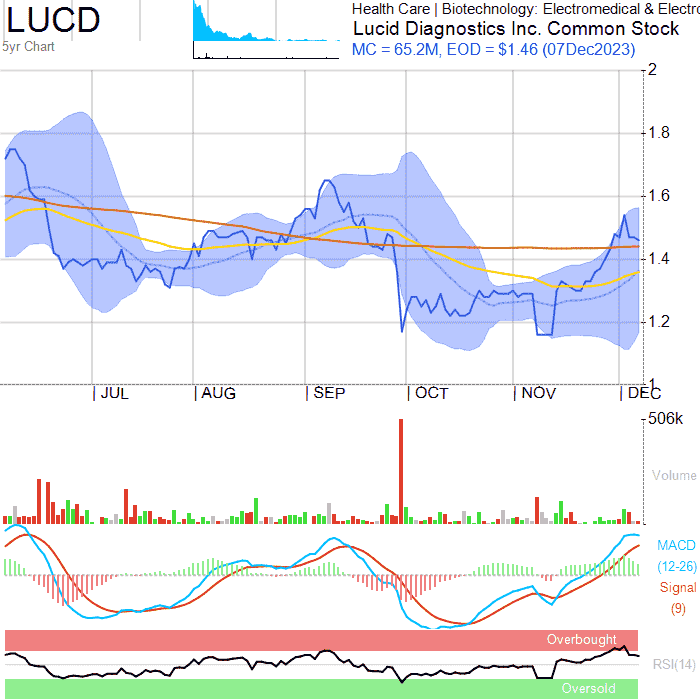 LUCD
5yr Chart
Health Care | Biotechnology: Electromedical & Electro
Lucid Diagnostics Inc. Common Stock
MC = 65.2M, EOD = $1.46 (07Dec2023)
2
1.8
1.6
1.4
1.2
1
JUL
AUG
SEP
OCT
NOV
DEC
506k
Volume
MACD
(12-26)
Signal
(9)
Overbought
RSI(14)
Oversold